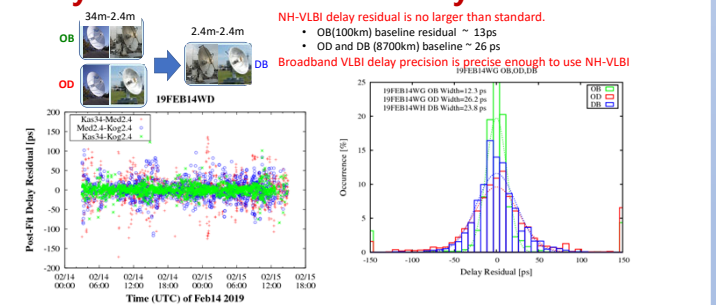 34m-2.4m
OB
OD
2.4m-2.4m
DB
NH-VLBI delay residual is no larger than standard.
• OB(100km) baseline residual ~ 13ps
• OD and DB (8700km) baseline ~ 26 ps
Broadband VLBI delay precision is precise enough to use NH-VLBI
I9FEB14WD
Kas34-Med2.4
Med2.4-Kog2.4
Kas34-Kog2.4
Post-Fit Delay Residual [ps]
200
150
100
50
0
-50
-100
-150
-200
02/14 02/14 02/14 02/14 02/15 02/15 02/15 02/15
00:00 06:00 12:00 18:00 00:00 06:00 12:00 18:00
Time (UTC) of Feb14 2019
I9FEB14WG OB,OD,DB
I9FEB14WG OB Width=12.3 ps
I9FEB14WG OD Width=26.2 ps
I9FEB14WH DB Width=23.8 ps
OB
OD
DB
Occurrence [%]
25
20
15
10
5
0
-150 -100 -50 0 50 100 150
Delay Residual [ps]